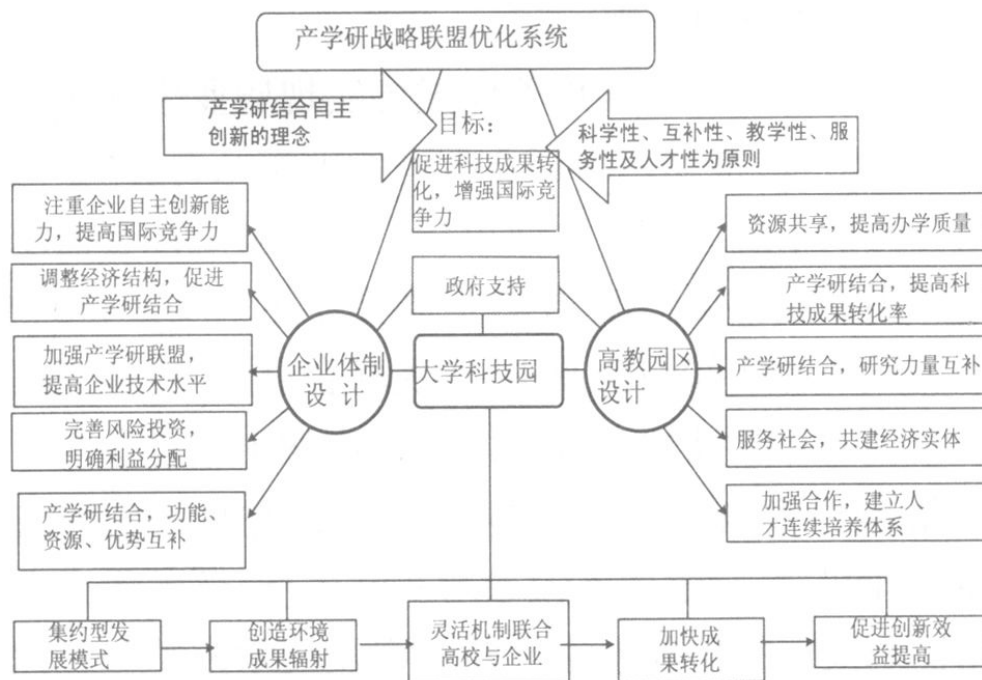 产学研战略联盟优化系统
产学研结合自主
创新的理念
目标：
科学性、互补性、教学性、服
务性及人才性为原则
促进科技成果转
化，增强国际竞
争力
注重企业自主创新能
力，提高国际竞争力
调整经济结构，促进
产学研结合
加强产学研联盟，
提高企业技术水平
完善风险投资，
明确利益分配
产学研结合，功能、
资源、优势互补
企业体制
设 计
政府支持
大学科技园
高教园区
设计
资源共享，提高办学质量
产学研结合，提高科
技成果转化率
产学研结合，研究力量互补
服务社会，共建经济实体
加强合作，建立人
才连续培养体系
集约型发
展模式
创造环境
成果辐射
灵活机制联合
高校与企业
加快成
果转化
促进创新效
益提高